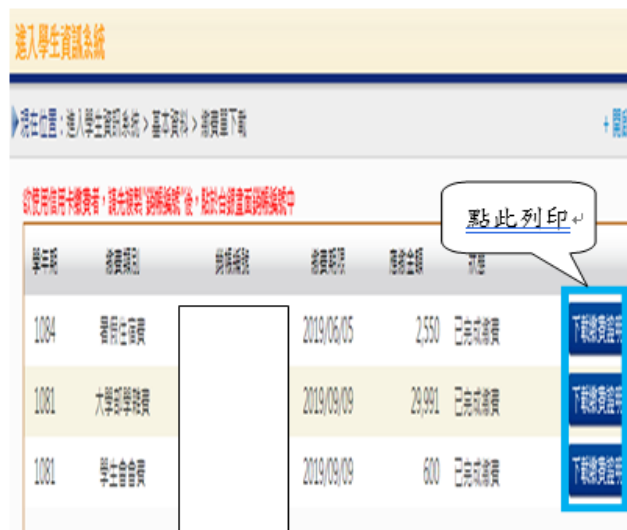 進入學生資訊系統
現在位置：進入學生資訊系統 > 基本資料 > 繳費單下載 + 開啟
欲使用信用卡繳費者，請先複製"銷帳編號"後，貼於台銀畫面銷帳編號中
點此列印
學年期 繳費類別 銷帳編號 繳費期限 應繳金額 狀態
1084 暑院住宿費 2019/06/05 2,550 已完成繳費 下載繳費證明
1081 大學部學雜費 2019/09/09 29,991 已完成繳費 下載繳費證明
1081 學生會會費 2019/09/09 600 已完成繳費 下載繳費證明